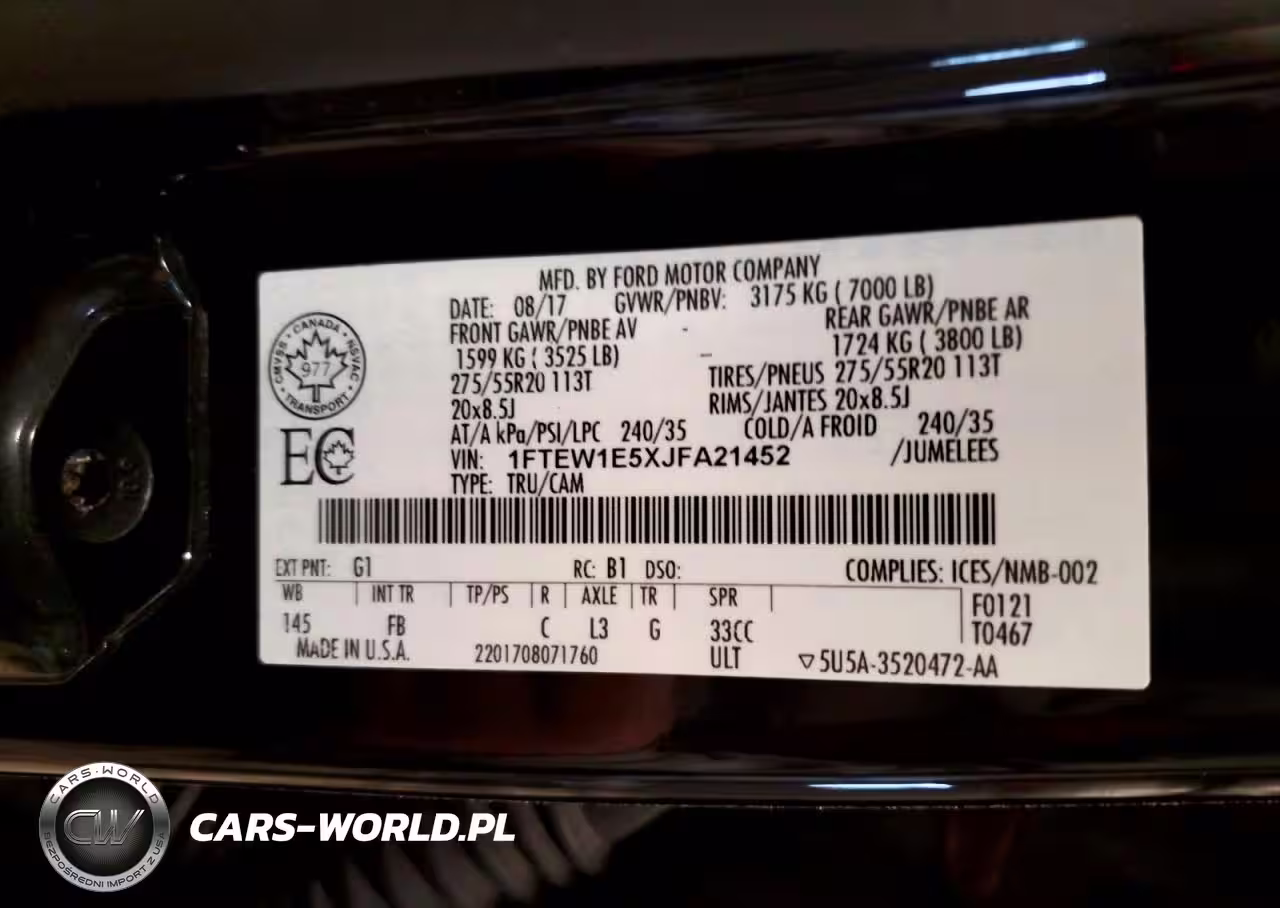 MFD. BY FORD MOTOR COMPANY
DATE: 08/17 GVWR/PNBV: 3175 KG ( 7000 LB)
FRONT GAWR/PNBE AV REAR GAWR/PNBE AR
1599 KG ( 3525 LB) 1724 KG ( 3800 LB)
275/55R20 113T TIRES/PNEUS 275/55R20 113T
20x8.5J RIMS/JANTES 20x8.5J
AT/A kPa/PSI/LPC 240/35 COLD/A FROID 240/35
VIN: 1FTEW1E5XJFA21452 /JUMELEES
TYPE: TRU/CAM
CANADA
CMVSS NSVAC
977
TRANSPORT
EC
EXT PNT: G1 RC: B1 DSO: COMPLIES: ICES/NMB-002
WB INT TR TP/PS R AXLE TR SPR F0121
145 FB C L3 G 33CC T0467
MADE IN U.S.A. 2201708071760 ULT ▽5U5A-3520472-AA
CARS-WORLD
CW
BEZPOŚREDNI IMPORT Z USA
CARS-WORLD.PL